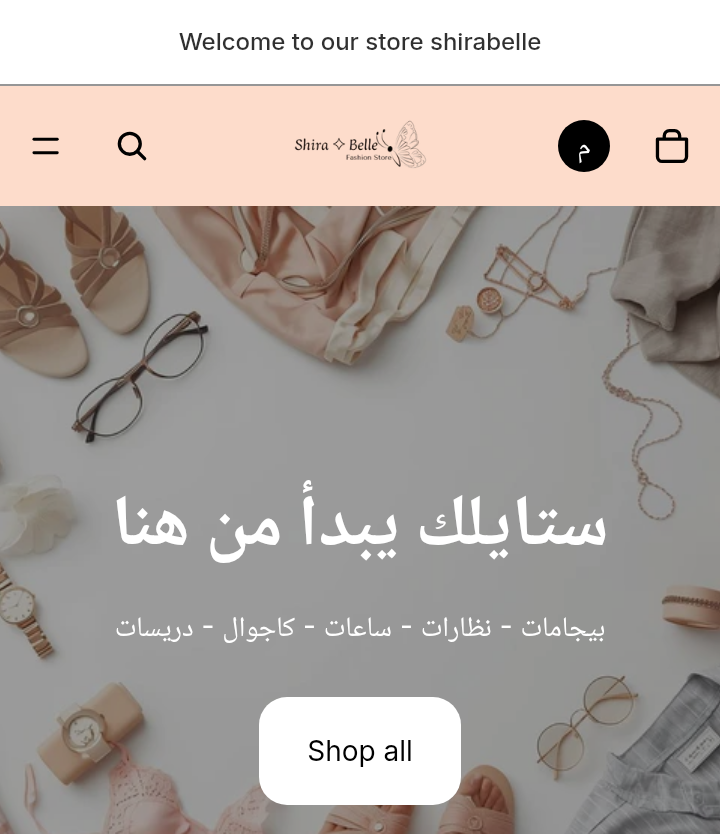 Welcome to our store shirabelle
Shira ✧ Belle
Fashion Store
م
ستايلك يبدأ من هنا
بيجامات - نظارات - ساعات - كاجوال - دريسات
Shop all